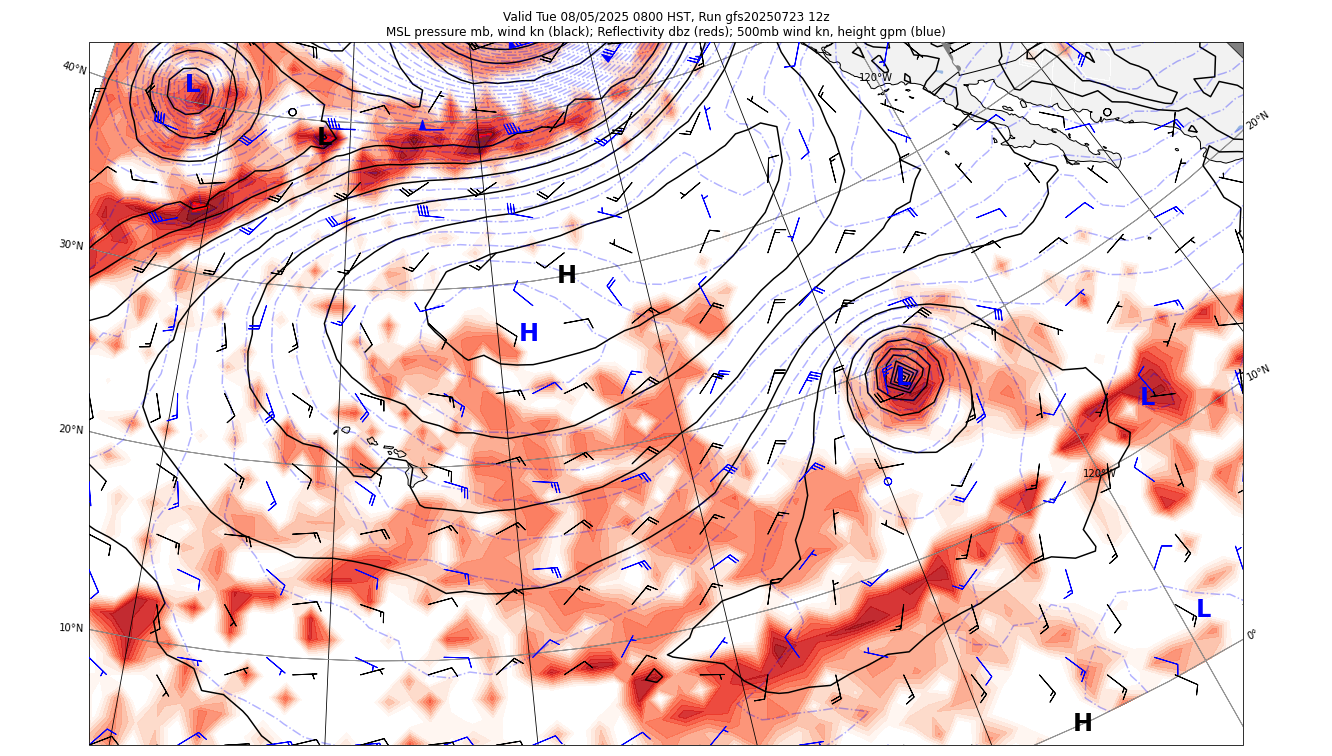 Valid Tue 08/05/2025 0800 HST, Run gfs20250723 12z
MSL pressure mb, wind kn (black); Reflectivity dbz (reds); 500mb wind kn, height gpm (blue)
40°N
L
120°W
20°N
L
30°N
H
H
10°N
L
L
20°N
120°W
L
10°N
0°
H